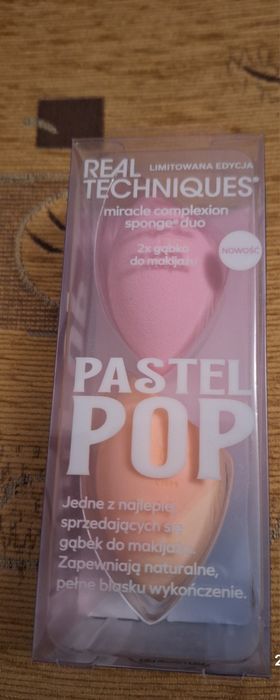 REAL LIMITOWANA EDYCJA
TECHNIQUES®
miracle complexion
sponge® duo
2x gąbka
do makijażu
NOWOŚĆ
PASTEL
POP
Jedne z najlepiej
sprzedających się
gąbek do makijażu.
Zapewniają naturalne,
pełne blasku wykończenie.